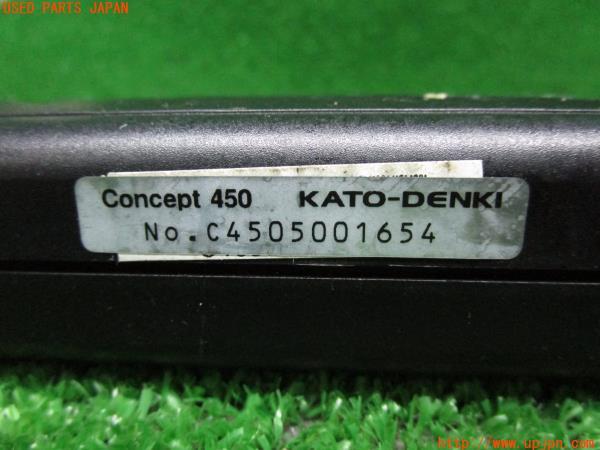 USED PARTS JAPAN
Concept 450 KATO-DENKI
No.C4505001654
http://www.upjpn.com